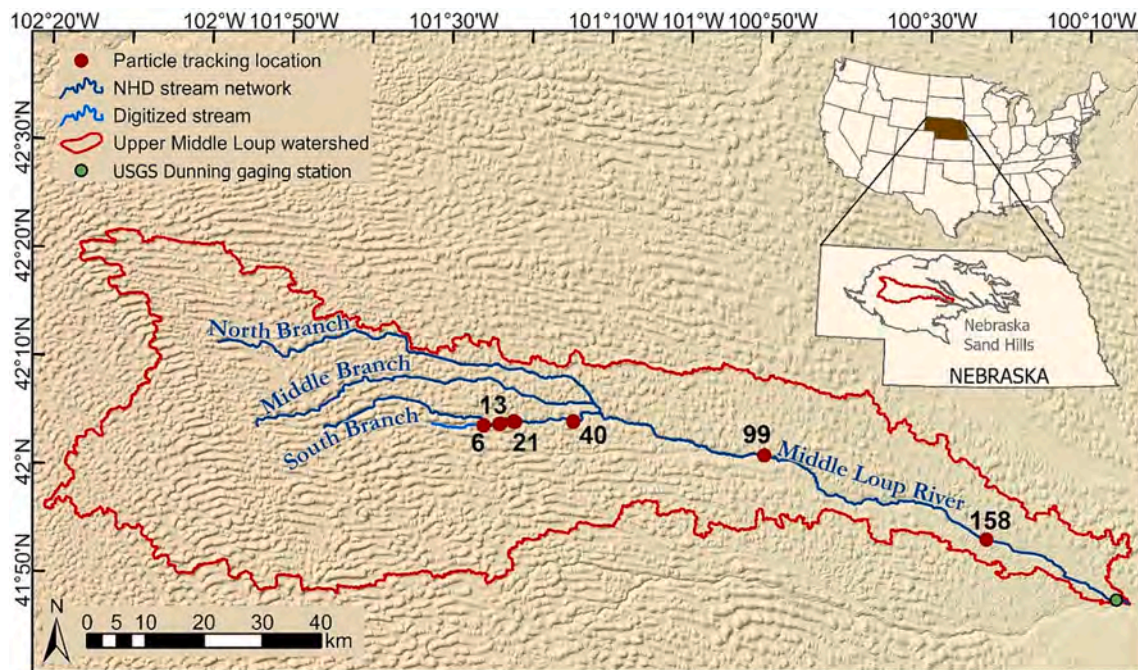 102°20'W
102°W
101°50'W
101°30'W
101°10'W
101°W
100°50'W
100°30'W
100°10'W
Particle tracking location
NHD stream network
Digitized stream
Upper Middle Loup watershed
USGS Dunning gaging station
42°30'N
42°20'N
42°10'N
42°N
41°50'N
Nebraska
Sand Hills
NEBRASKA
North Branch
Middle Branch
South Branch
13
6
21
40
99
Middle Loup River
158
N
0 5 10 20 30 40
km